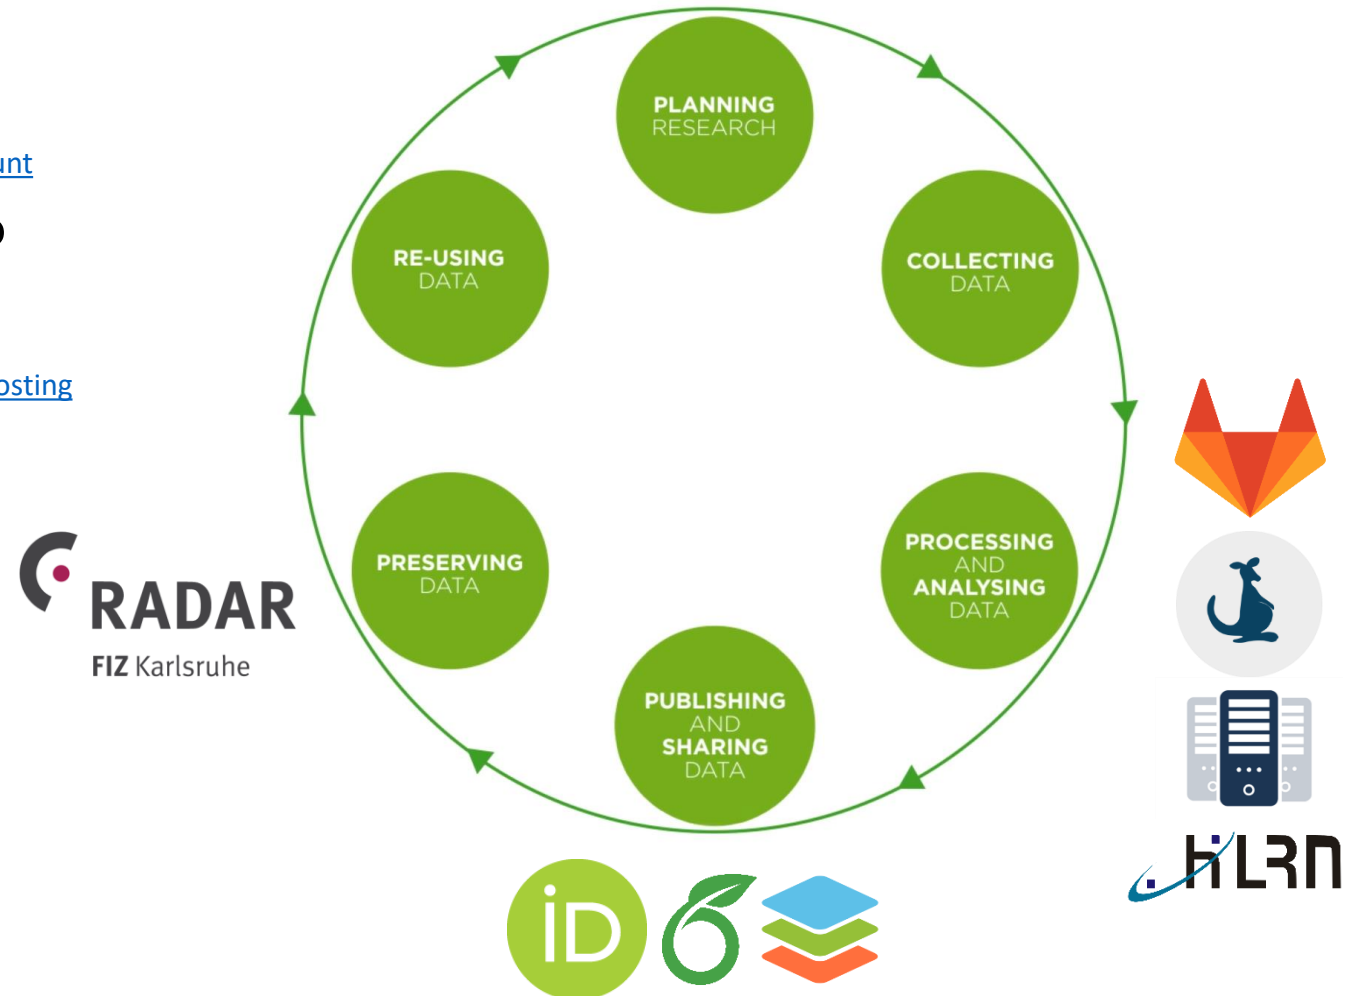 PLANNING
RESEARCH
unt
RE-USING
DATA
COLLECTING
DATA
osting
PRESERVING
DATA
PROCESSING
AND
ANALYSING
DATA
RADAR
FIZ Karlsruhe
PUBLISHING
AND
SHARING
DATA
HLRN
iD